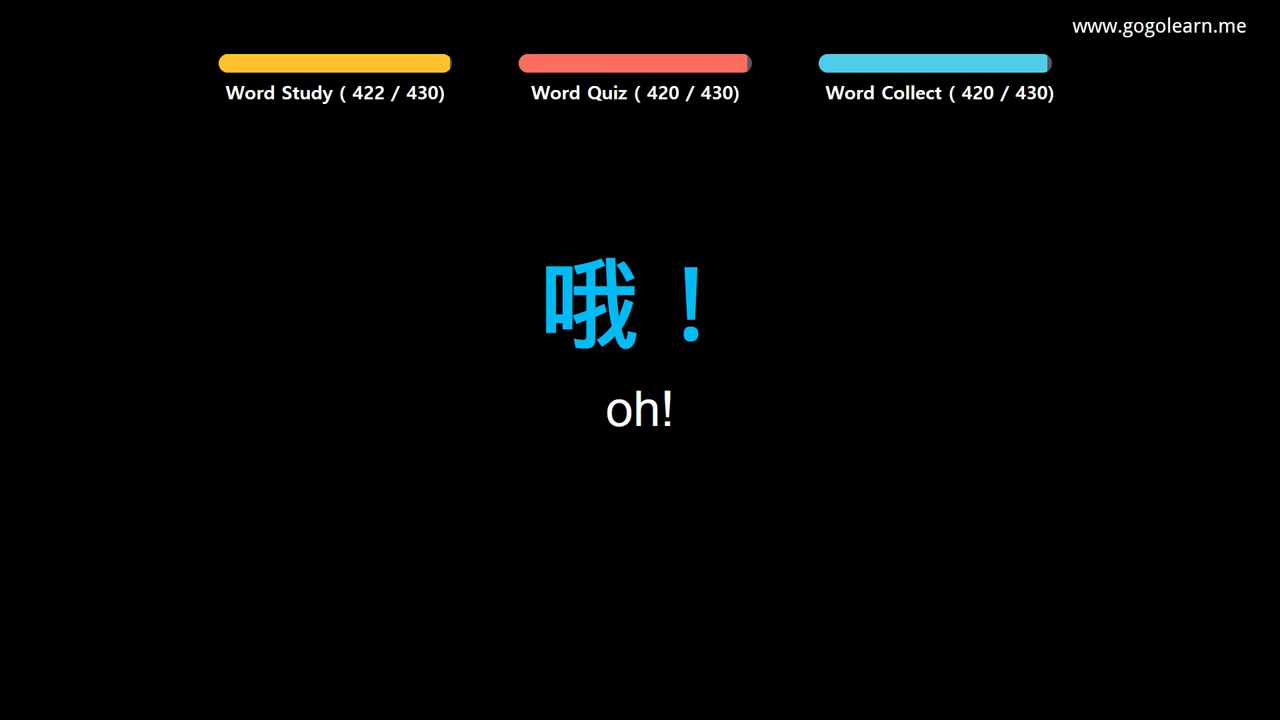 www.gogolearn.me
Word Study ( 422 / 430)
Word Quiz ( 420 / 430)
Word Collect ( 420 / 430)
哦！
oh!